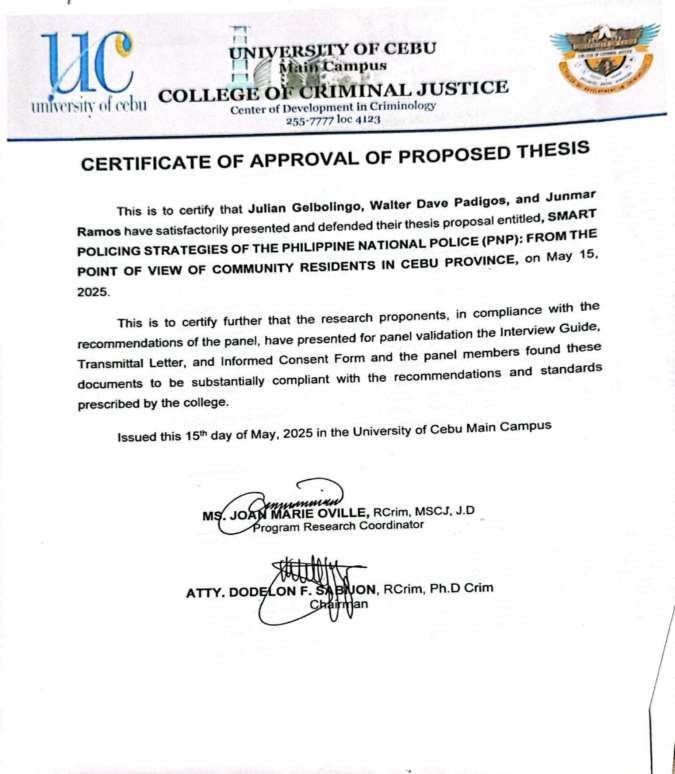 UC
university of cebu
UNIVERSITY OF CEBU
Main Campus
COLLEGE OF CRIMINAL JUSTICE
Center of Development in Criminology
255-7777 loc 4123
CERTIFICATE OF APPROVAL OF PROPOSED THESIS
This is to certify that Julian Gelbolingo, Walter Dave Padigos, and Junmar
Ramos have satisfactorily presented and defended their thesis proposal entitled, SMART
POLICING STRATEGIES OF THE PHILIPPINE NATIONAL POLICE (PNP): FROM THE
POINT OF VIEW OF COMMUNITY RESIDENTS IN CEBU PROVINCE, on May 15,
2025.
This is to certify further that the research proponents, in compliance with the
recommendations of the panel, have presented for panel validation the Interview Guide,
Transmittal Letter, and Informed Consent Form and the panel members found these
documents to be substantially compliant with the recommendations and standards
prescribed by the college.
Issued this 15th day of May, 2025 in the University of Cebu Main Campus
MS. JOAN MARIE OVILLE, RCrim, MSCJ, J.D
Program Research Coordinator
ATTY. DODELON F. SABIJON, RCrim, Ph.D Crim
Chairman